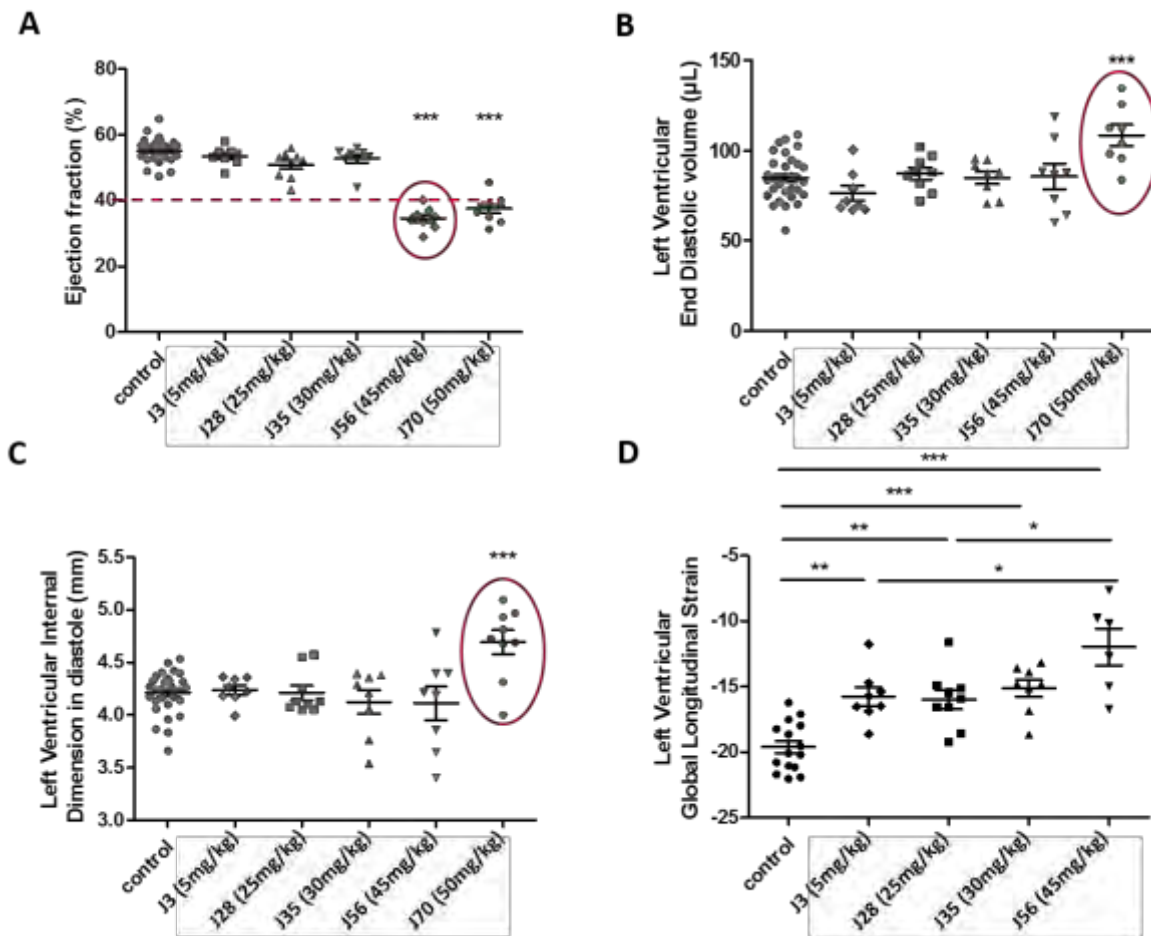 A
Ejection fraction (%)
80
60
40
20
0
***
***
control
J3 (5mg/kg)
J28 (25mg/kg)
J35 (30mg/kg)
J56 (45mg/kg)
J70 (50mg/kg)
B
Left Ventricular
End Diastolic volume (µL)
150
100
50
0
***
control
J3 (5mg/kg)
J28 (25mg/kg)
J35 (30mg/kg)
J56 (45mg/kg)
J70 (50mg/kg)
C
Left Ventricular Internal
Dimension in diastole (mm)
5.5
5.0
4.5
4.0
3.5
3.0
***
control
J3 (5mg/kg)
J28 (25mg/kg)
J35 (30mg/kg)
J56 (45mg/kg)
J70 (50mg/kg)
D
Left Ventricular
Global Longitudinal Strain
***
***
**
*
**
*
-5
-10
-15
-20
-25
control
J3 (5mg/kg)
J28 (25mg/kg)
J35 (30mg/kg)
J56 (45mg/kg)